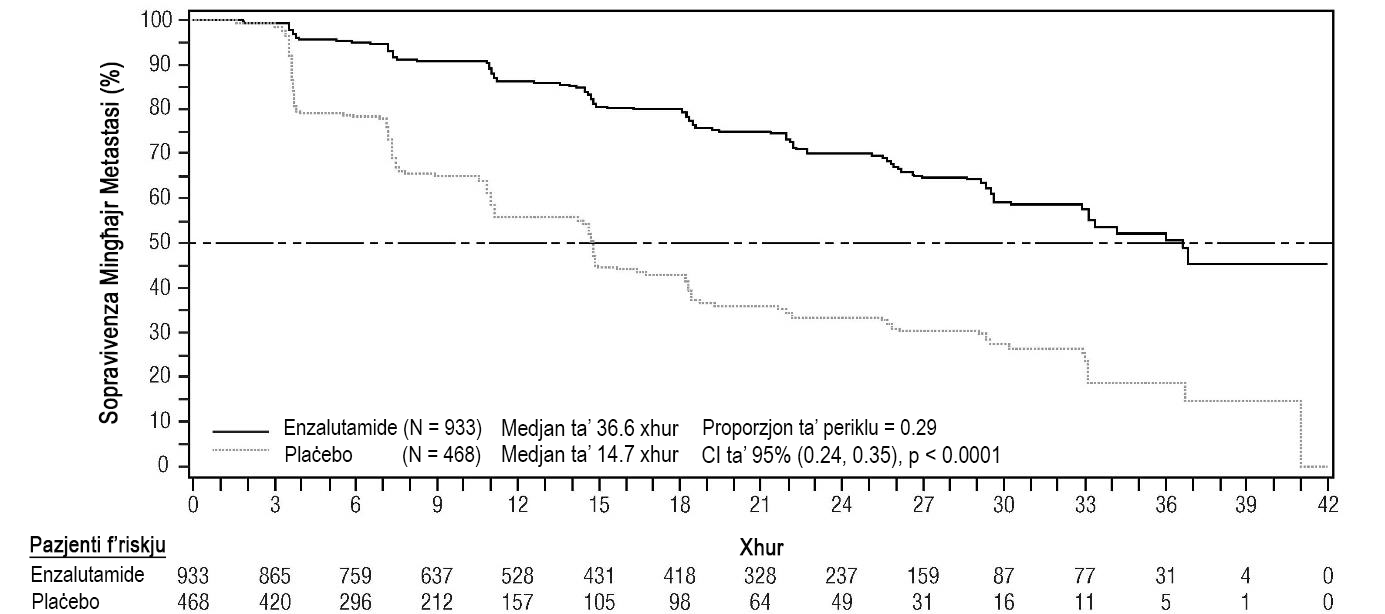 Sopravivenza Mingħajr Metastasi (%)
100
90
80
70
60
50
40
30
20
10
0
Enzalutamide (N = 933) Medjan ta’ 36.6 xhur Proporzjon ta’ periklu = 0.29
Plaċebo (N = 468) Medjan ta’ 14.7 xhur CI ta’ 95% (0.24, 0.35), p < 0.0001
0 3 6 9 12 15 18 21 24 27 30 33 36 39 42
Xhur
Pazjenti f’riskju
Enzalutamide 933 865 759 637 528 431 418 328 237 159 87 77 31 4 0
Plaċebo 468 420 296 212 157 105 98 64 49 31 16 11 5 1 0